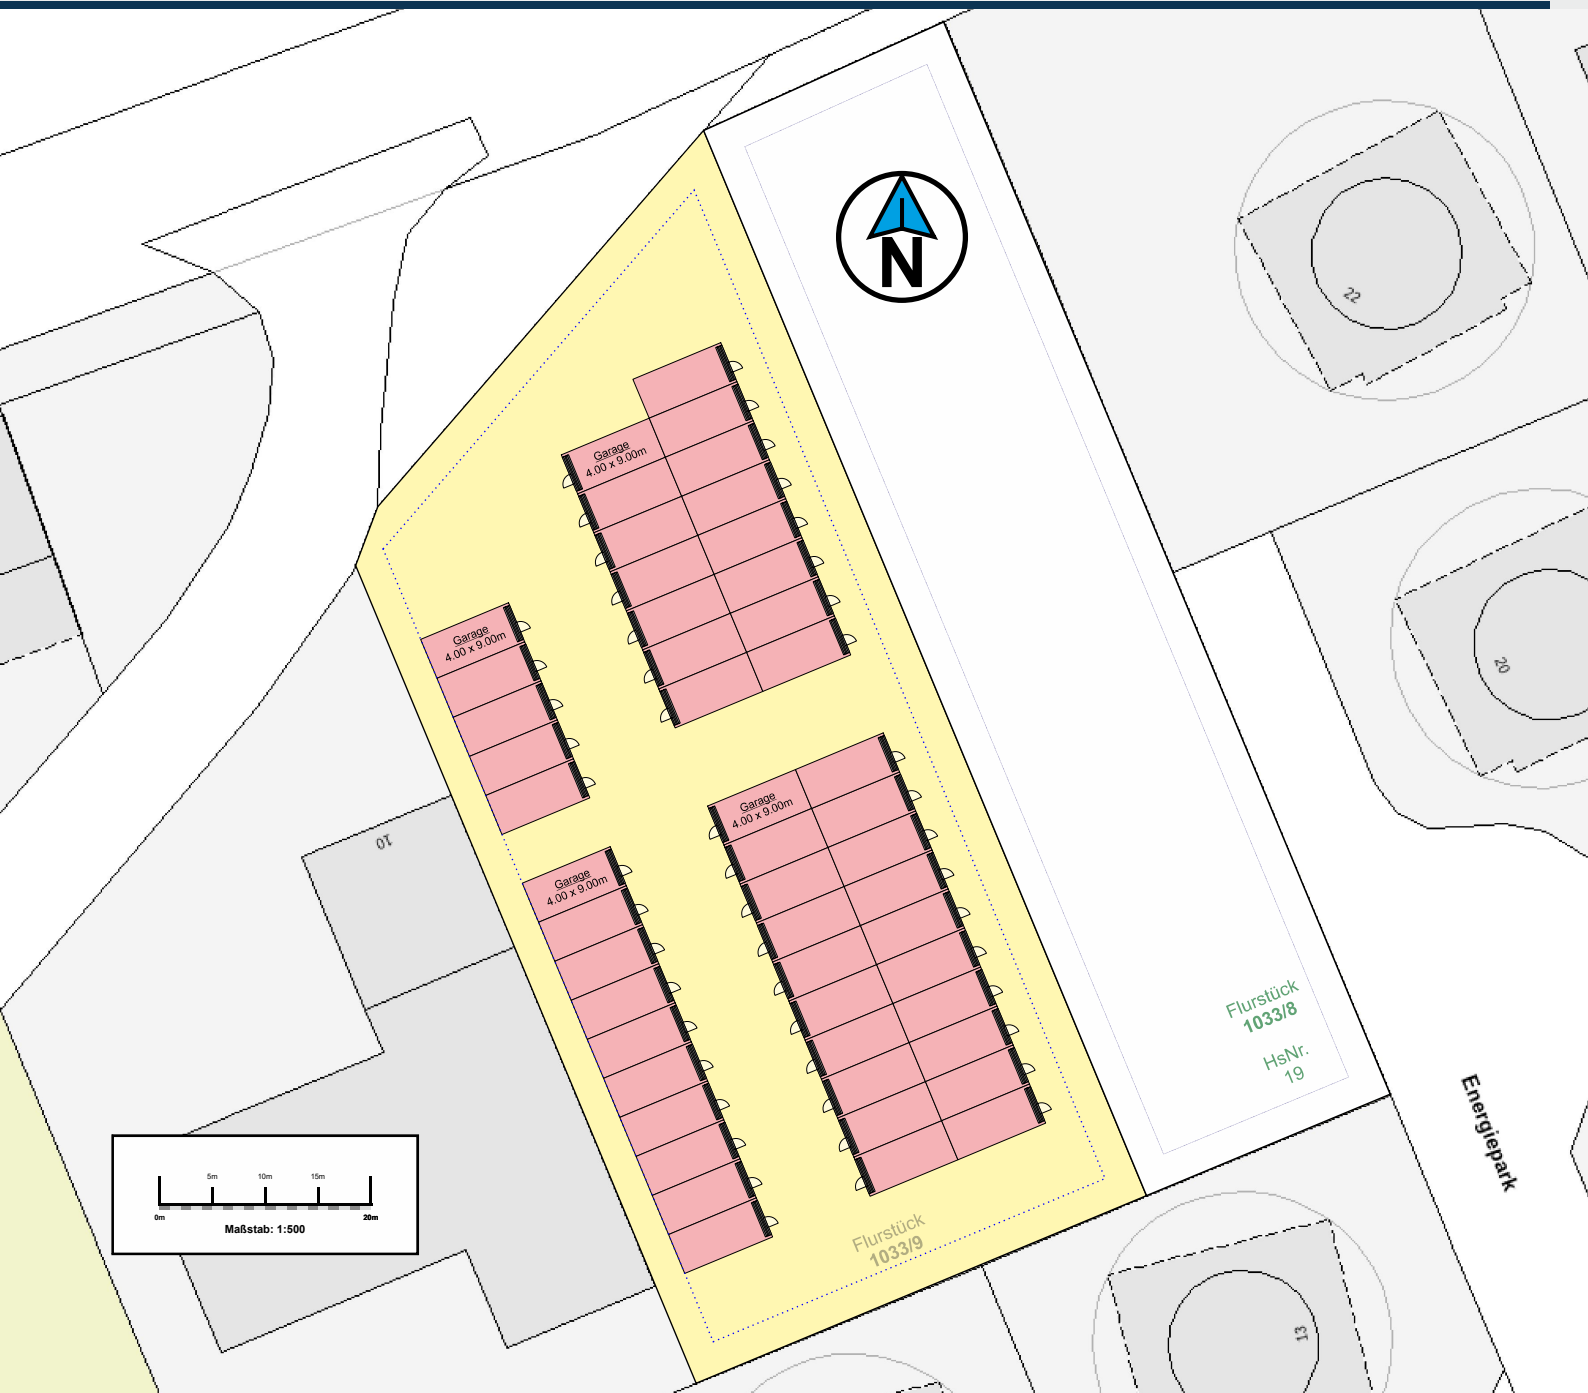 N
22
20
Garage
4.00 x 9.00m
Garage
4.00 x 9.00m
Garage
4.00 x 9.00m
Garage
4.00 x 9.00m
10
Flurstück
1033/8
HsNr.
19
Energiepark
5m 10m 15m
0m 20m
Maßstab: 1:500
Flurstück
1033/9
13